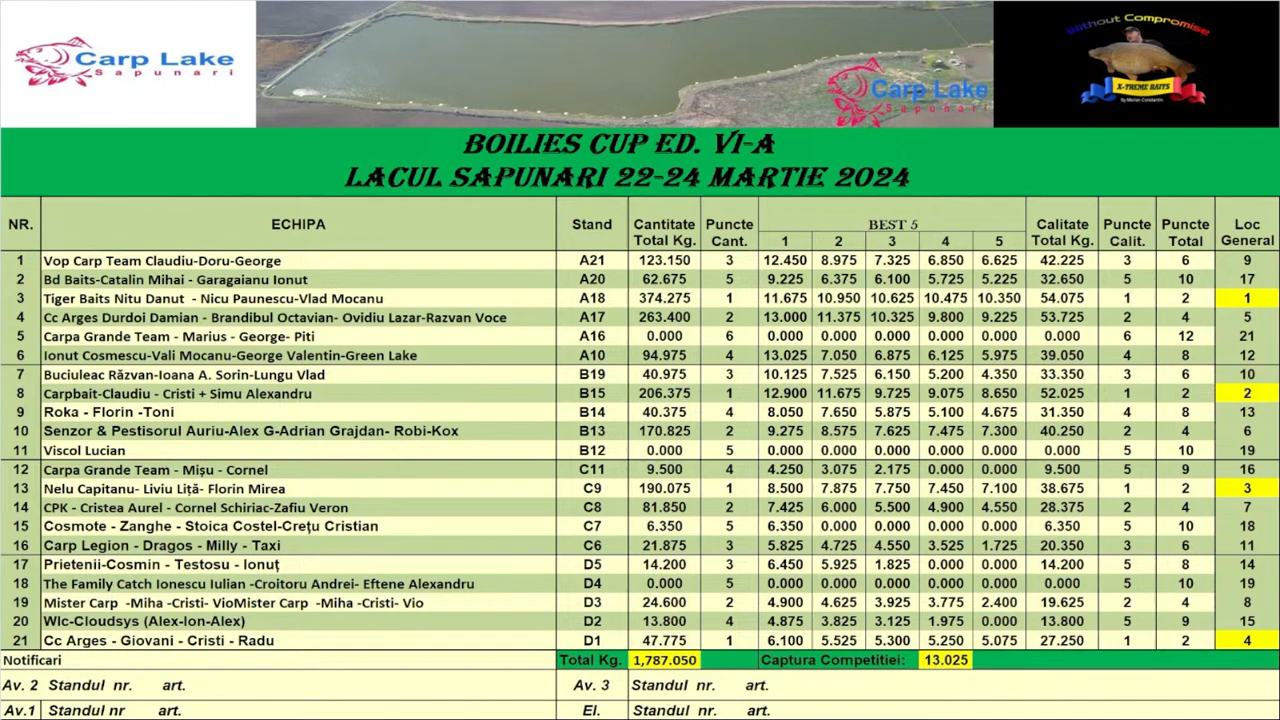 Carp Lake
Sapunari
Carp Lake
Sapunari
Without Compromise
X-TREME BAITS
By Marian Constantin
BOILIES CUP ED. VI-A
LACUL SAPUNARI 22-24 MARTIE 2024
NR. ECHIPA Stand Cantitate Total Kg. Puncte Cant. BEST 5 1 2 3 4 5 Calitate Total Kg. Puncte Calit. Puncte Total Loc General
1 Vop Carp Team Claudiu-Doru-George A21 123.150 3 12.450 8.975 7.325 6.850 6.625 42.225 3 6 9
2 Bd Baits-Catalin Mihai - Garagaianu Ionut A20 62.675 5 9.225 6.375 6.100 5.725 5.225 32.650 5 10 17
3 Tiger Baits Nitu Danut - Nicu Paunescu-Vlad Mocanu A18 374.275 1 11.675 10.950 10.625 10.475 10.350 54.075 1 2 1
4 Cc Arges Durdoi Damian - Brandibul Octavian- Ovidiu Lazar-Razvan Voce A17 263.400 2 13.000 11.375 10.325 9.800 9.225 53.725 2 4 5
5 Carpa Grande Team - Marius - George- Piti A16 0.000 6 0.000 0.000 0.000 0.000 0.000 0.000 6 12 21
6 Ionut Cosmescu-Vali Mocanu-George Valentin-Green Lake A10 94.975 4 13.025 7.050 6.875 6.125 5.975 39.050 4 8 12
7 Buciuleac Răzvan-Ioana A. Sorin-Lungu Vlad B19 40.975 3 10.125 7.525 6.150 5.200 4.350 33.350 3 6 10
8 Carpbait-Claudiu - Cristi + Simu Alexandru B15 206.375 1 12.900 11.675 9.725 9.075 8.650 52.025 1 2 2
9 Roka - Florin -Toni B14 40.375 4 8.050 7.650 5.875 5.100 4.675 31.350 4 8 13
10 Senzor & Pestisorul Auriu-Alex G-Adrian Grajdan- Robi-Kox B13 170.825 2 9.275 8.575 7.625 7.475 7.300 40.250 2 4 6
11 Viscol Lucian B12 0.000 5 0.000 0.000 0.000 0.000 0.000 0.000 5 10 19
12 Carpa Grande Team - Mișu - Cornel C11 9.500 4 4.250 3.075 2.175 0.000 0.000 9.500 5 9 16
13 Nelu Capitanu- Liviu Liță- Florin Mirea C9 190.075 1 8.500 7.875 7.750 7.450 7.100 38.675 1 2 3
14 CPK - Cristea Aurel - Cornel Schiriac-Zafiu Veron C8 81.850 2 7.425 6.000 5.500 4.900 4.550 28.375 2 4 7
15 Cosmote - Zanghe - Stoica Costel-Crețu Cristian C7 6.350 5 6.350 0.000 0.000 0.000 0.000 6.350 5 10 18
16 Carp Legion - Dragos - Milly - Taxi C6 21.875 3 5.825 4.725 4.550 3.525 1.725 20.350 3 6 11
17 Prietenii-Cosmin - Testosu - Ionuț D5 14.200 3 6.450 5.925 1.825 0.000 0.000 14.200 5 8 14
18 The Family Catch Ionescu Iulian -Croitoru Andrei- Eftene Alexandru D4 0.000 5 0.000 0.000 0.000 0.000 0.000 0.000 5 10 19
19 Mister Carp -Miha -Cristi- VioMister Carp -Miha -Cristi- Vio D3 24.600 2 4.900 4.625 3.925 3.775 2.400 19.625 2 4 8
20 Wlc-Cloudsys (Alex-Ion-Alex) D2 13.800 4 4.875 3.825 3.125 1.975 0.000 13.800 5 9 15
21 Cc Arges - Giovani - Cristi - Radu D1 47.775 1 6.100 5.525 5.300 5.250 5.075 27.250 1 2 4
Notificari Total Kg. 1,787.050 Captura Competitiei: 13.025
Av. 2 Standul nr. art. Av. 3 Standul nr. art.
Av.1 Standul nr art. El. Standul nr. art.